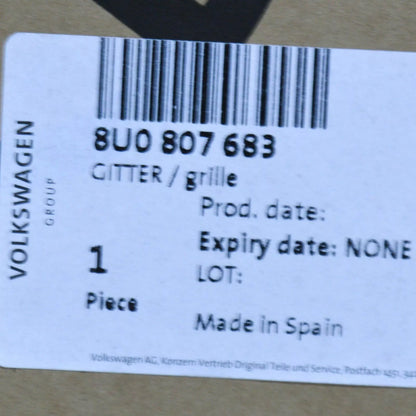 8U0 807 683
GITTER / grille
Prod. date:
Expiry date: NONE
1
LOT:
Piece
Made in Spain
VOLKSWAGEN
GROUP
Volkswagen AG, Konzern Vertrieb Original Teile und Service, Postfach 4551,